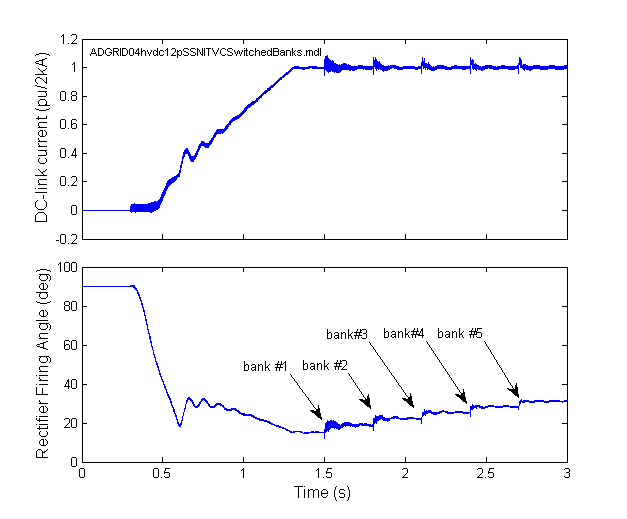 1.2
ADGRID04hvdc12pSSNITVCSwitchedBanks.mdl
1
0.8
0.6
0.4
0.2
0
-0.2
DC-link current (pu/2kA)
100
80
60
40
20
0
Rectifier Firing Angle (deg)
bank #1
bank #2
bank#3
bank#4
bank #5
0
0.5
1
1.5
2
2.5
3
Time (s)